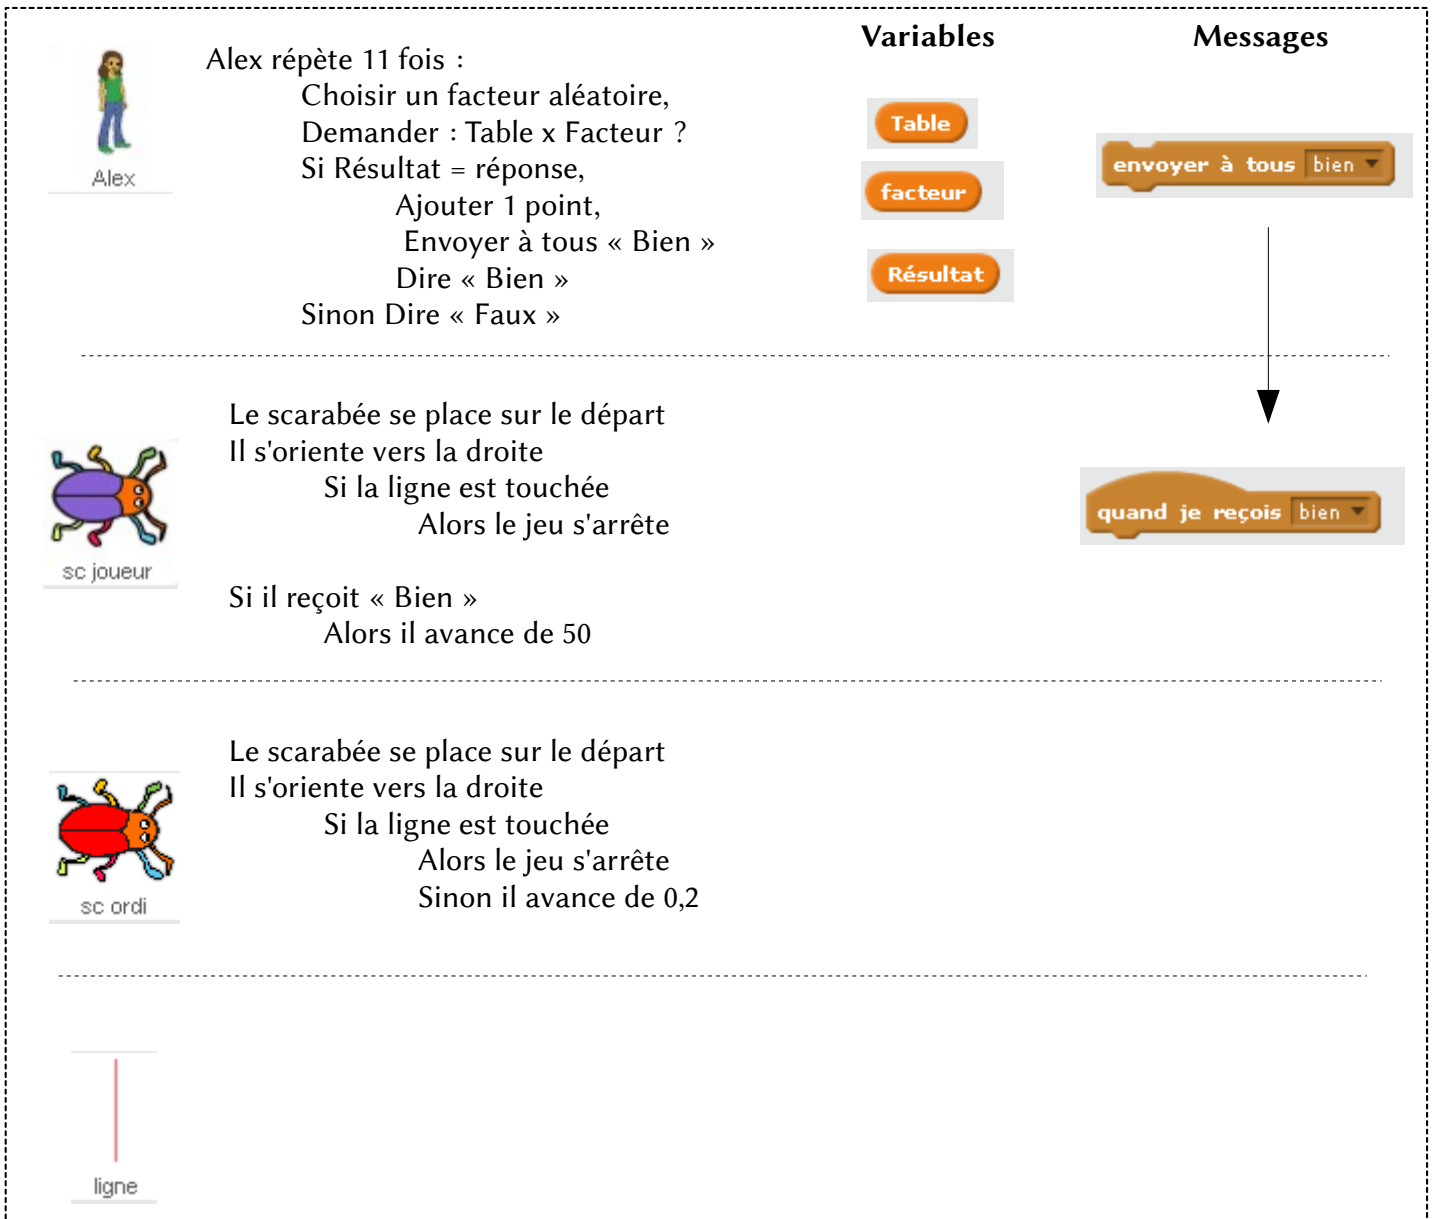 Variables
Messages
Alex répète 11 fois :
Choisir un facteur aléatoire,
Demander : Table x Facteur ?
Si Résultat = réponse,
Ajouter 1 point,
Envoyer à tous « Bien »
Dire « Bien »
Sinon Dire « Faux »
Alex
Table
facteur
Résultat
envoyer à tous bien
Le scarabée se place sur le départ
Il s'oriente vers la droite
Si la ligne est touchée
Alors le jeu s'arrête
Si il reçoit « Bien »
Alors il avance de 50
sc joueur
quand je reçois bien
Le scarabée se place sur le départ
Il s'oriente vers la droite
Si la ligne est touchée
Alors le jeu s'arrête
Sinon il avance de 0,2
sc ordi
ligne